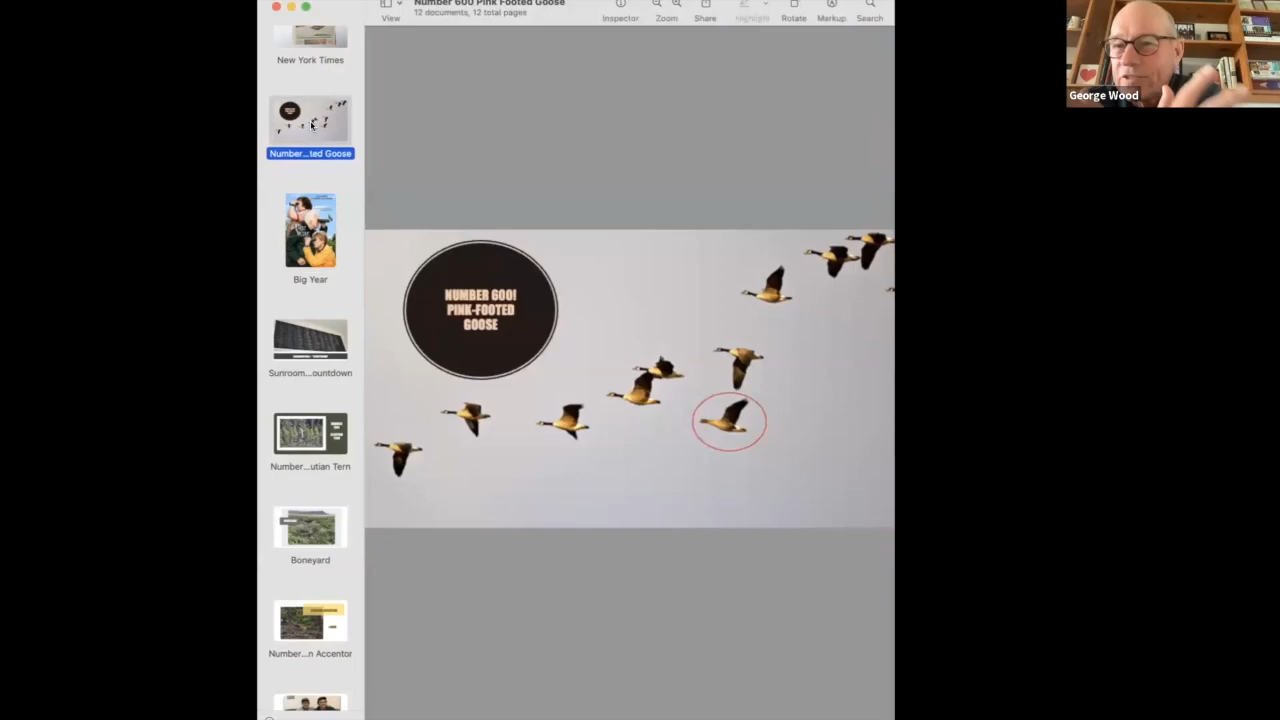 Number 600 Pink Footed Goose
12 documents, 12 total pages
View
Inspector
Zoom
Share
Highlight
Rotate
Markup
Search
New York Times
Number...ted Goose
Big Year
Sunroom...ountdown
Number...utian Tern
Boneyard
Number...n Accentor
NUMBER 600!
PINK-FOOTED
GOOSE
George Wood